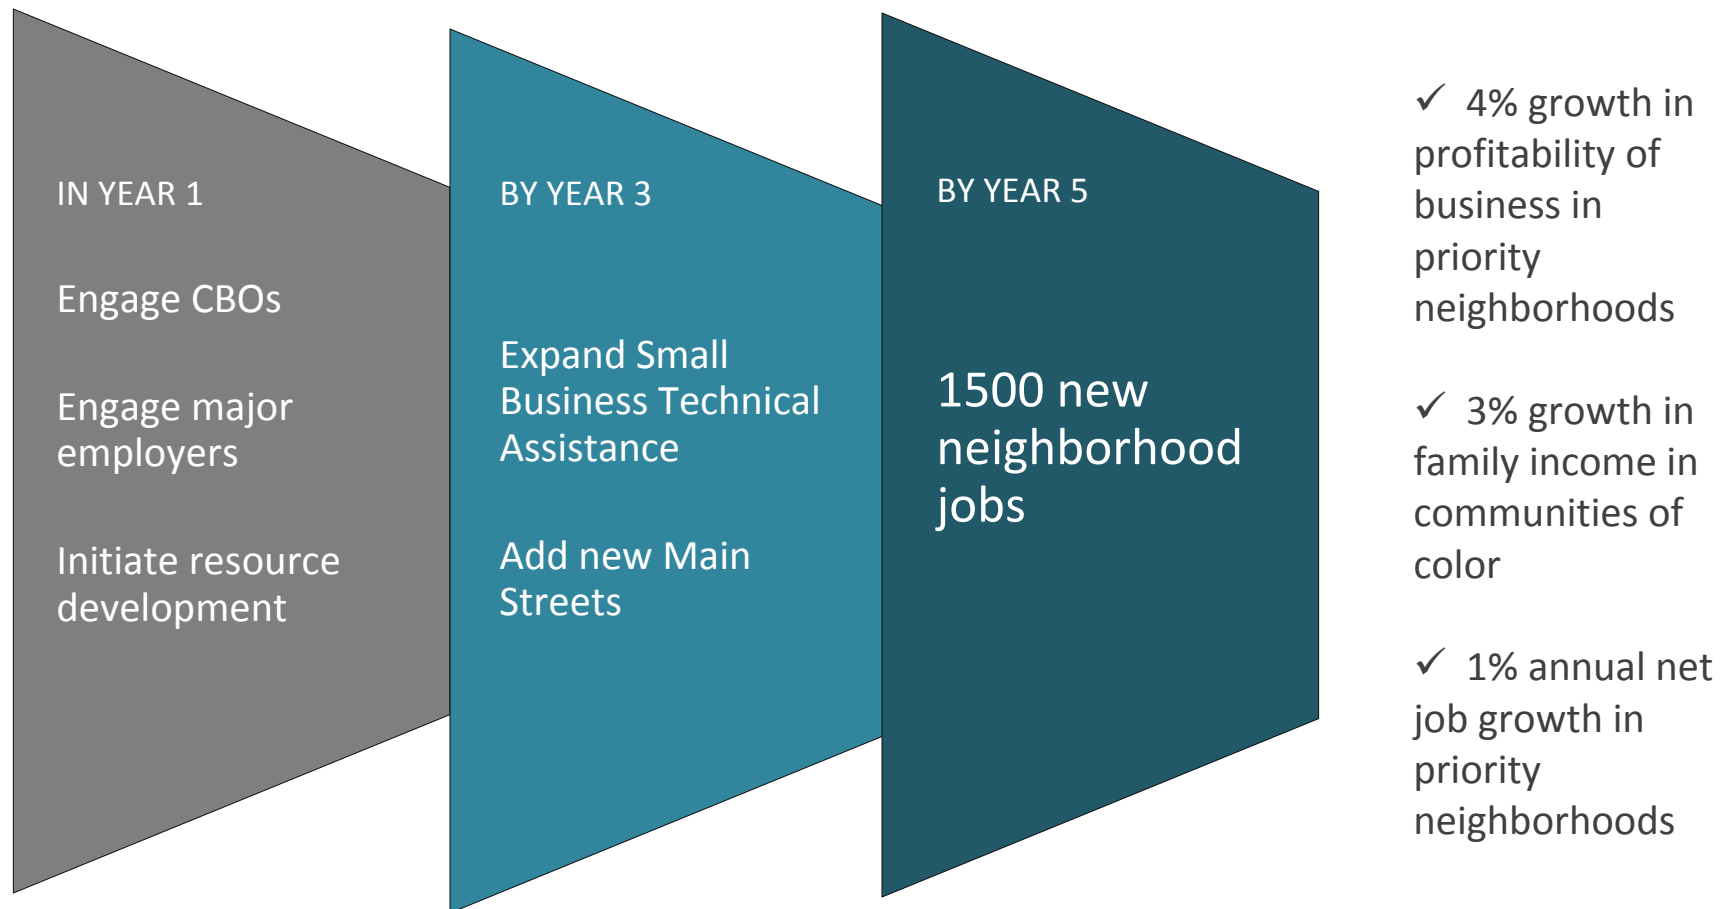 IN YEAR 1
Engage CBOs
Engage major
employers
Initiate resource
development
BY YEAR 3
Expand Small
Business Technical
Assistance
Add new Main
Streets
BY YEAR 5
1500 new
neighborhood
jobs
✓ 4% growth in
profitability of
business in
priority
neighborhoods
✓ 3% growth in
family income in
communities of
color
✓ 1% annual net
job growth in
priority
neighborhoods